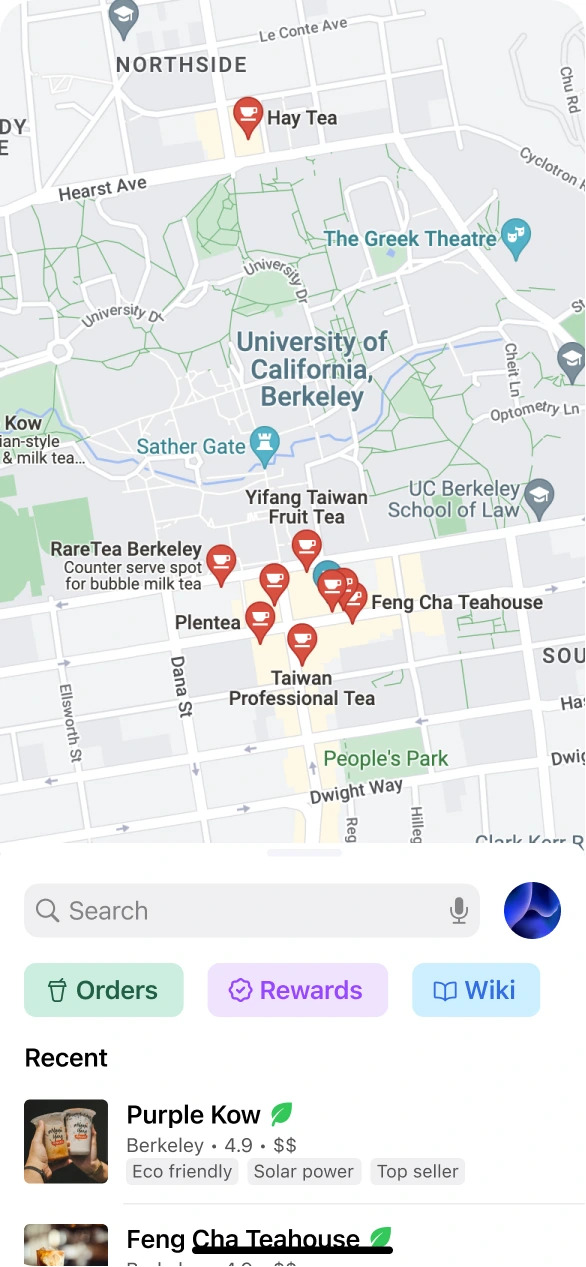 Le Conte Ave
NORTHSIDE
Chu Rd
DY
E
Hay Tea
Cyclotron R
Hearst Ave
The Greek Theatre
University Dr
University Dr
University of
California,
Berkeley
Cheit Ln
Optometry Ln
Kow
ian-style
& milk tea...
Sather Gate
UC Berkeley
School of Law
Yifang Taiwan
Fruit Tea
RareTea Berkeley
Counter serve spot
for bubble milk tea
Feng Cha Teahouse
Plentea
Taiwan
Professional Tea
Dana St
SOU
Ellsworth St
Has
People's Park
Dwig
Dwight Way
Reg
Hilleg
Clark Kerr
Search
Orders
Rewards
Wiki
Recent
Purple Kow
Berkeley • 4.9 • $$
Eco friendly
Solar power
Top seller
Feng Cha Teahouse